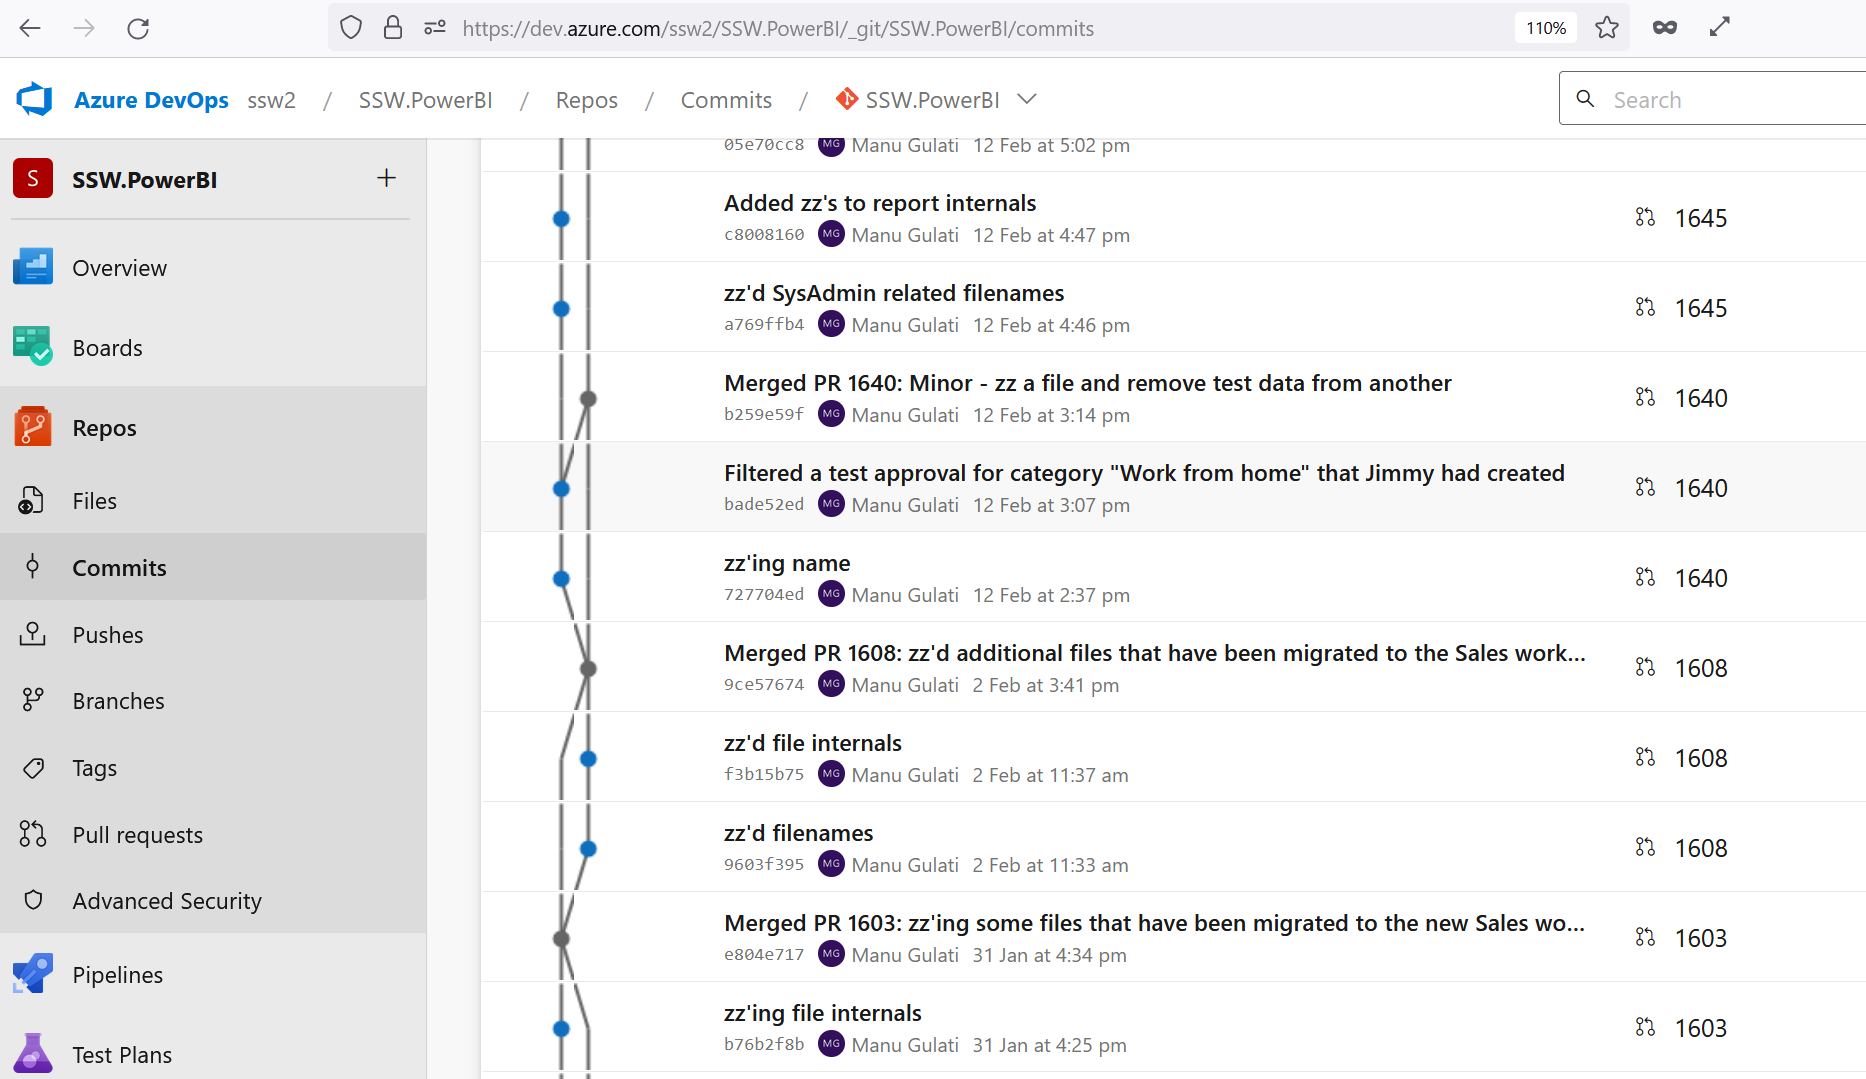 https://dev.azure.com/ssw2/SSW.PowerBI/_git/SSW.PowerBI/commits 110%
Azure DevOps ssw2 / SSW.PowerBI / Repos / Commits / SSW.PowerBI Search
S SSW.PowerBI +
Overview
Boards
Repos
Files
Commits
Pushes
Branches
Tags
Pull requests
Advanced Security
Pipelines
Test Plans
05e70cc8 MG Manu Gulati 12 Feb at 5:02 pm
Added zz's to report internals
c8008160 MG Manu Gulati 12 Feb at 4:47 pm
1645
zz'd SysAdmin related filenames
a769ffb4 MG Manu Gulati 12 Feb at 4:46 pm
1645
Merged PR 1640: Minor - zz a file and remove test data from another
b259e59f MG Manu Gulati 12 Feb at 3:14 pm
1640
Filtered a test approval for category "Work from home" that Jimmy had created
bade52ed MG Manu Gulati 12 Feb at 3:07 pm
1640
zz'ing name
727704ed MG Manu Gulati 12 Feb at 2:37 pm
1640
Merged PR 1608: zz'd additional files that have been migrated to the Sales work...
9ce57674 MG Manu Gulati 2 Feb at 3:41 pm
1608
zz'd file internals
f3b15b75 MG Manu Gulati 2 Feb at 11:37 am
1608
zz'd filenames
9603f395 MG Manu Gulati 2 Feb at 11:33 am
1608
Merged PR 1603: zz'ing some files that have been migrated to the new Sales wo...
e804e717 MG Manu Gulati 31 Jan at 4:34 pm
1603
zz'ing file internals
b76b2f8b MG Manu Gulati 31 Jan at 4:25 pm
1603